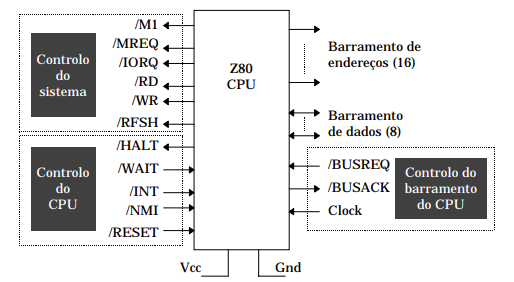 Controlo
do
sistema
/M1
/MREQ
/IORQ
/RD
/WR
/RFSH
Controlo
do
CPU
/HALT
/WAIT
/INT
/NMI
/RESET
Z80
CPU
Vcc
Gnd
Barramento de
endereços (16)
Barramento
de dados (8)
/BUSREQ
/BUSACK
Clock
Controlo do
barramento
do CPU